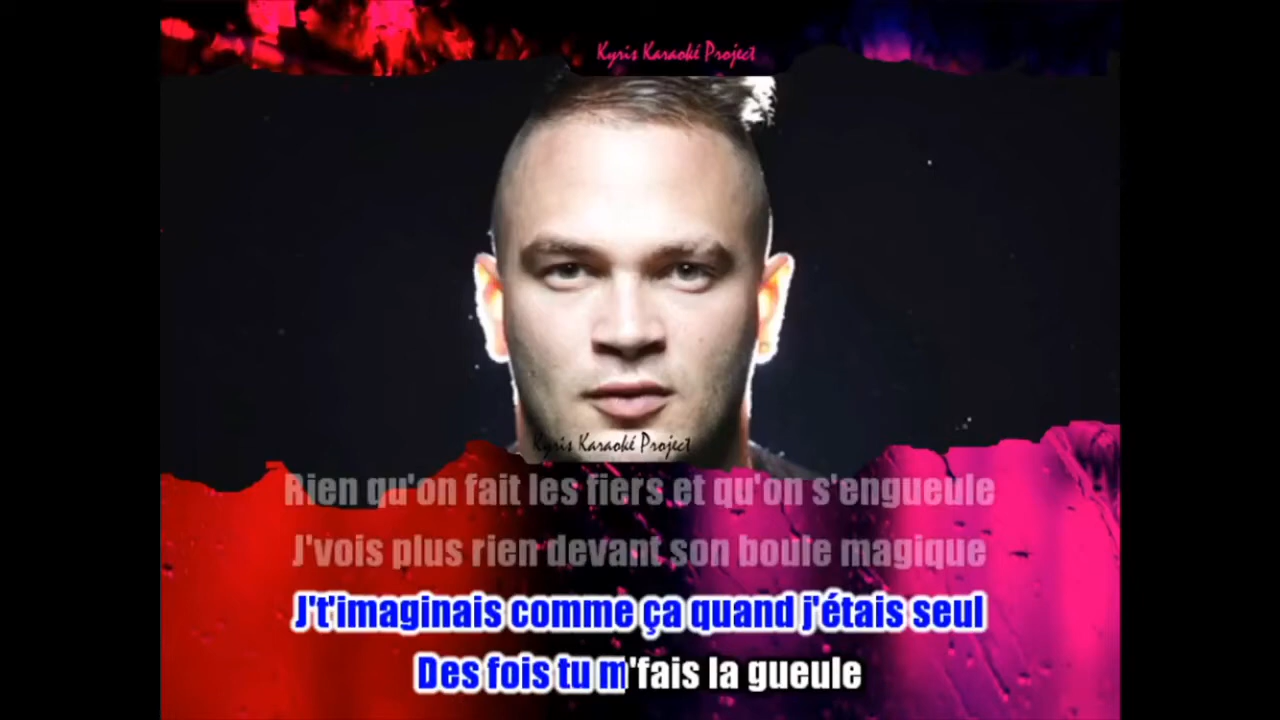 Kyris Karaoké Project
Kyris Karaoké Project
Rien qu'on fait les fiers et qu'on s'engueule
J'vois plus rien devant son boule magique
J't'imaginais comme ça quand j'étais seul
Des fois tu m'fais la gueule